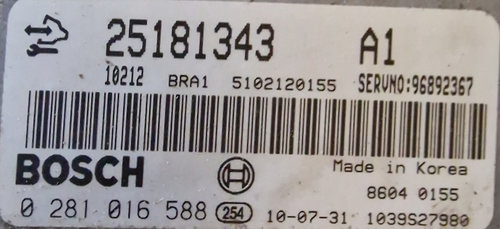 25181343 A1
10212 BRA1 5102120155 SERVNO:96892367
BOSCH Made in Korea
8604 0155
0 281 016 588 254 10-07-31 1039S27980